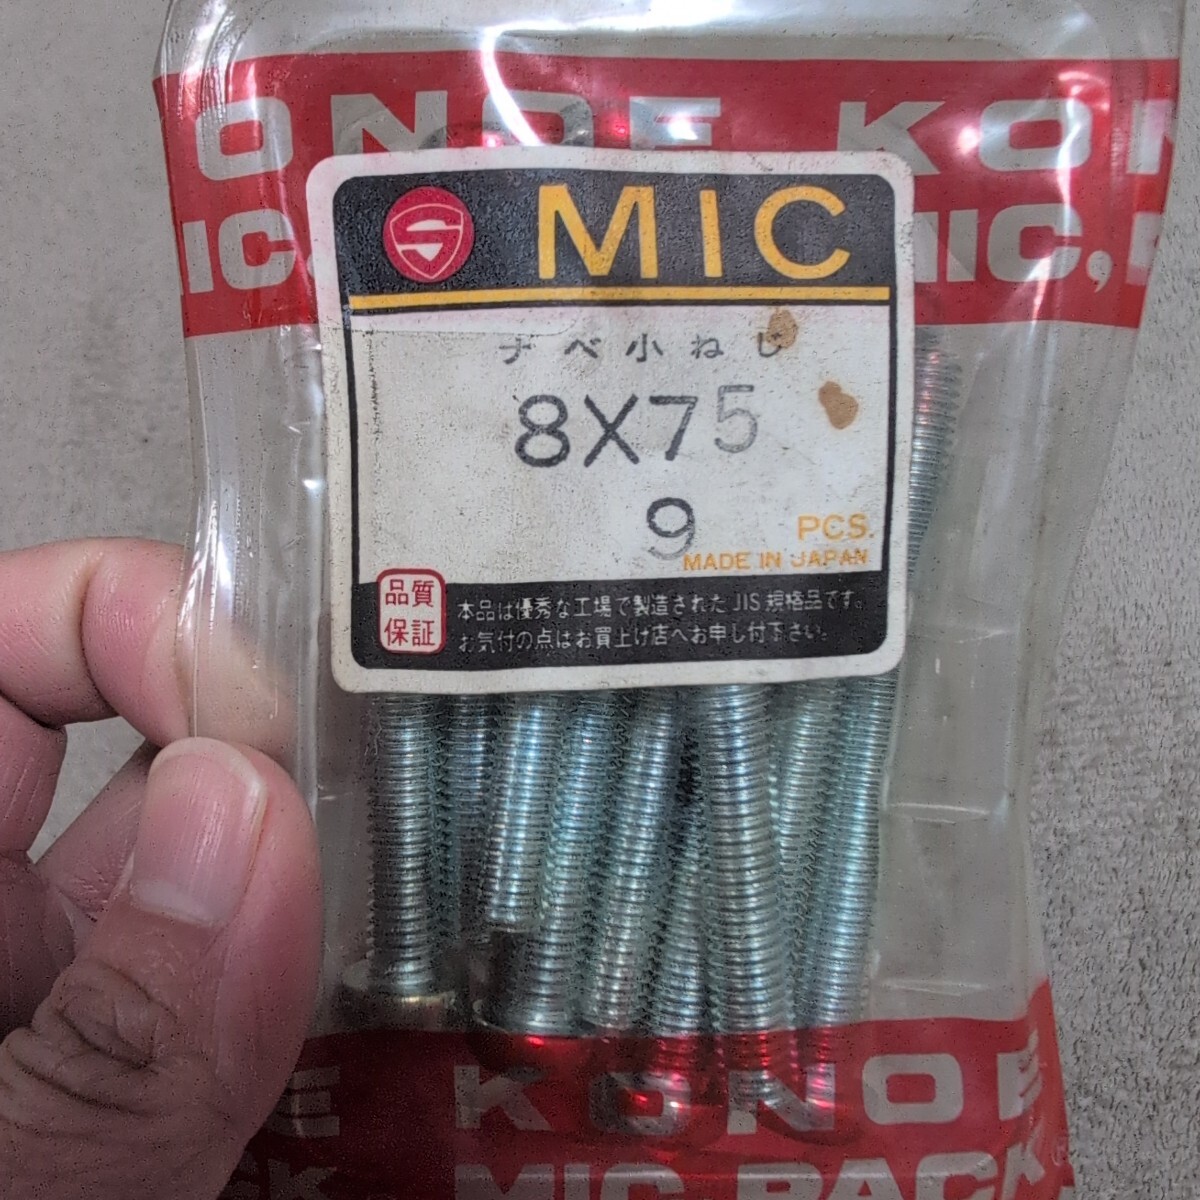 KONOE KON
MIC, MIC, P
S MIC
ナベ小ねじ
8X75
9 PCS.
MADE IN JAPAN
品質保証
本品は優秀な工場で製造されたJIS規格品です。
お気付の点はお買上げ店へお申し付下さい。
E KONOE
ACK MIC, PACK